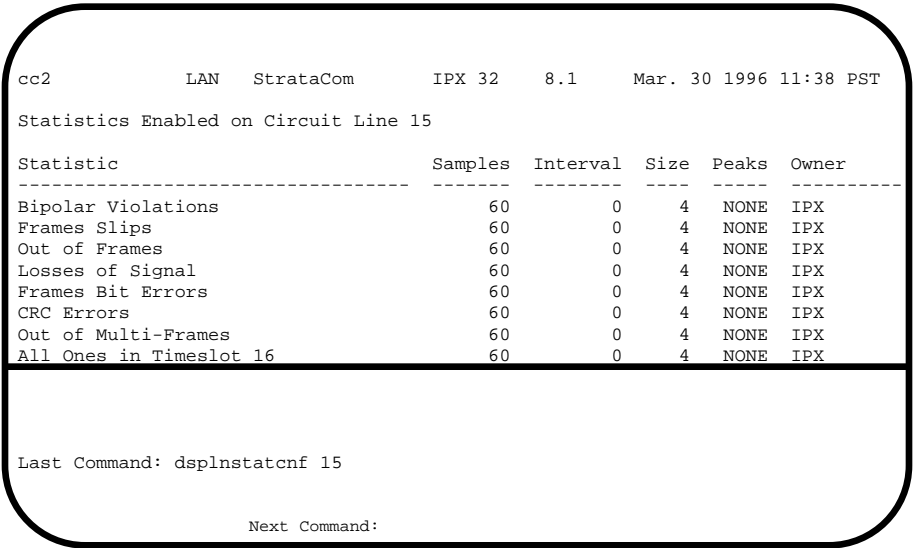 cc2 LAN StrataCom IPX 32 8.1 Mar. 30 1996 11:38 PST
Statistics Enabled on Circuit Line 15
Statistic Samples Interval Size Peaks Owner
---------------------------------- ------- -------- ---- ----- ----------
Bipolar Violations 60 0 4 NONE IPX
Frames Slips 60 0 4 NONE IPX
Out of Frames 60 0 4 NONE IPX
Losses of Signal 60 0 4 NONE IPX
Frames Bit Errors 60 0 4 NONE IPX
CRC Errors 60 0 4 NONE IPX
Out of Multi-Frames 60 0 4 NONE IPX
All Ones in Timeslot 16 60 0 4 NONE IPX
Last Command: dsplnstatcnf 15
Next Command: